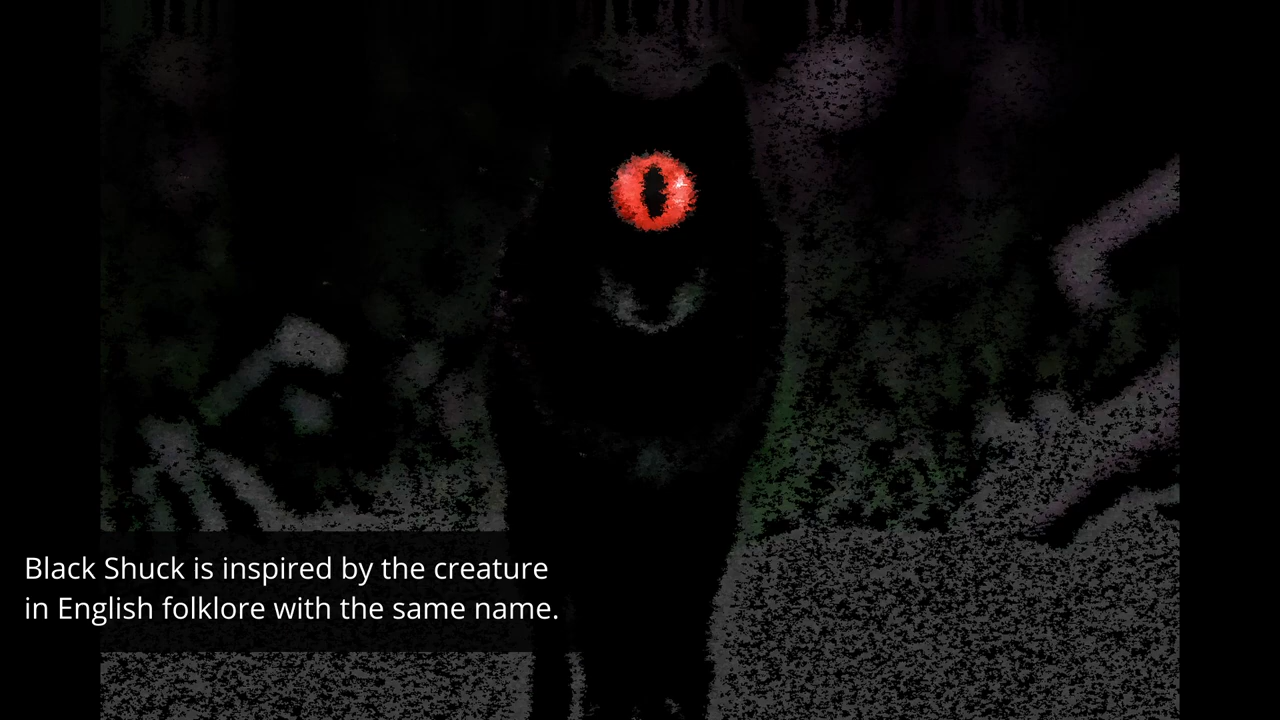 Black Shuck is inspired by the creature
in English folklore with the same name.